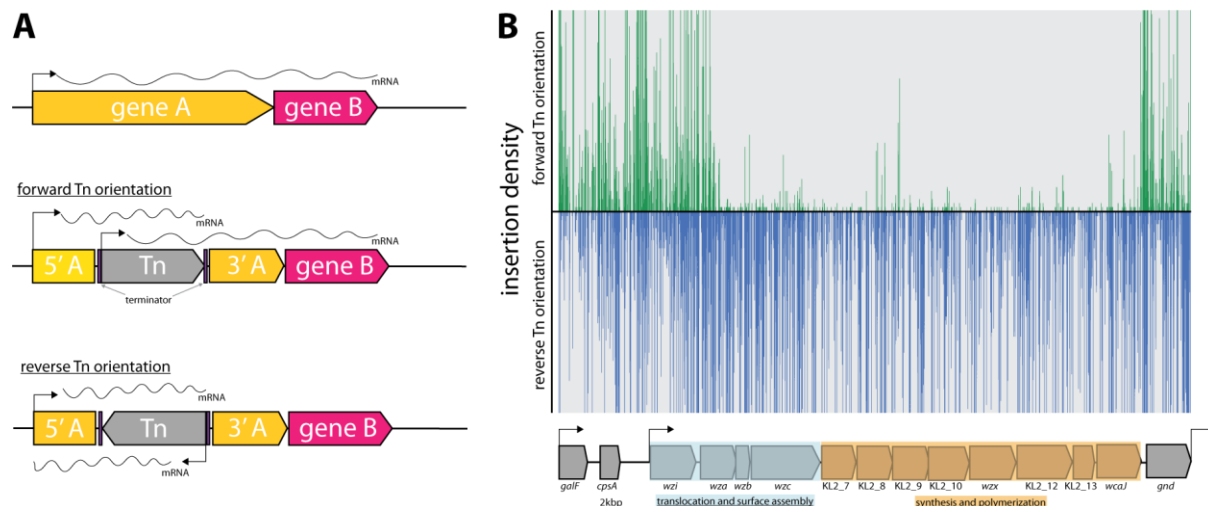 A
mRNA
gene A gene B
forward Tn orientation
mRNA
mRNA
5' A Tn 3' A gene B
terminator
reverse Tn orientation
mRNA
5' A Tn 3' A gene B
mRNA
B
insertion density
forward Tn orientation
reverse Tn orientation
galF cpsA wzi wza wzb wzc KL2_7 KL2_8 KL2_9 KL2_10 wzx KL2_12 KL2_13 wcaJ gnd
2kbp translocation and surface assembly synthesis and polymerization